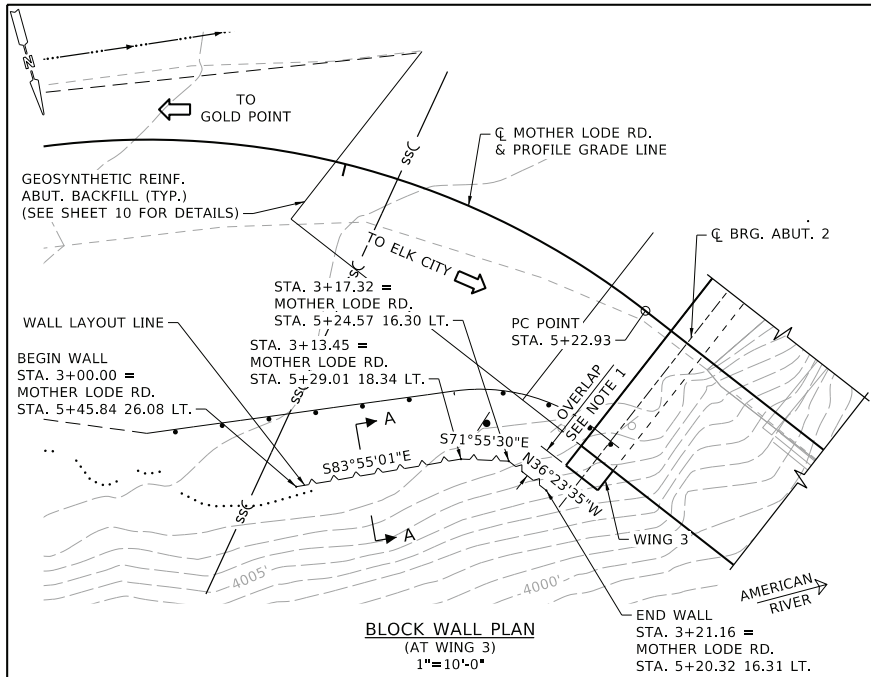 N
TO
GOLD POINT
℄ MOTHER LODE RD.
& PROFILE GRADE LINE
GEOSYNTHETIC REINF.
ABUT. BACKFILL (TYP.)
(SEE SHEET 10 FOR DETAILS)
SS
℄ BRG. ABUT. 2
TO ELK CITY
SS
STA. 3+17.32 =
MOTHER LODE RD.
STA. 5+24.57 16.30 LT.
WALL LAYOUT LINE
PC POINT
STA. 5+22.93
STA. 3+13.45 =
MOTHER LODE RD.
STA. 5+29.01 18.34 LT.
BEGIN WALL
STA. 3+00.00 =
MOTHER LODE RD.
STA. 5+45.84 26.08 LT.
OVERLAP
SEE NOTE 1
SS
A
S71°55'30"E
S83°55'01"E
N36°23'35"W
SS
A
WING 3
4005'
4000'
AMERICAN
RIVER
END WALL
STA. 3+21.16 =
MOTHER LODE RD.
STA. 5+20.32 16.31 LT.
BLOCK WALL PLAN
(AT WING 3)
1"=10'-0"